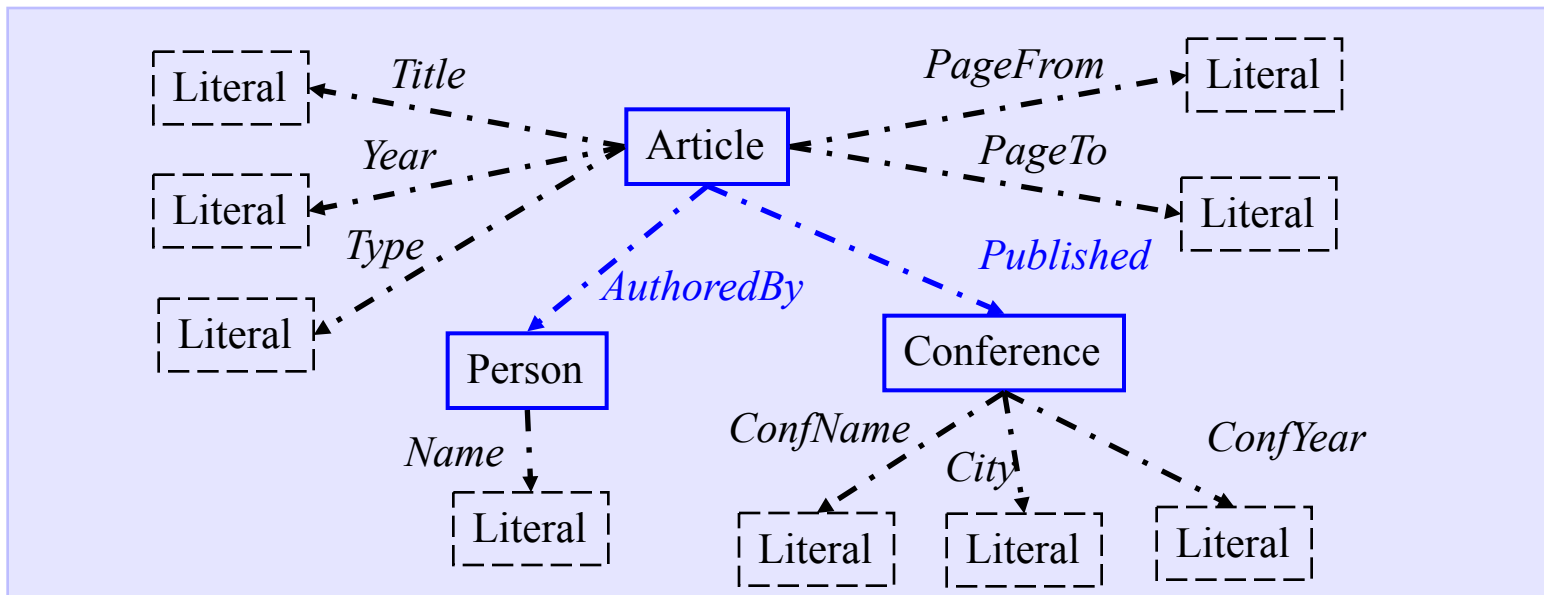 Literal
Title
PageFrom
Literal
Article
Year
PageTo
Literal
Literal
Type
Published
AuthoredBy
Literal
Person
Conference
Name
ConfName
City
ConfYear
Literal
Literal
Literal
Literal